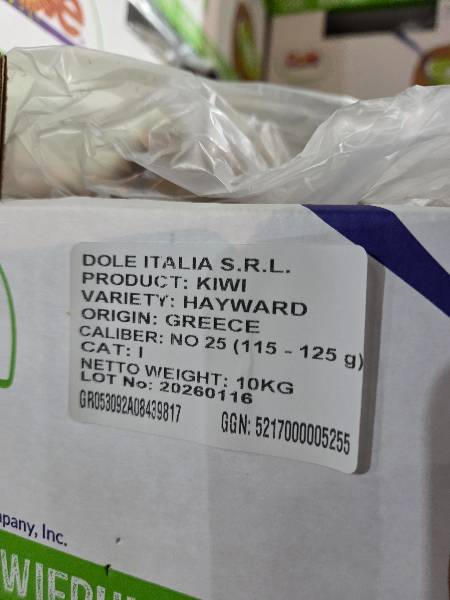 DOLE ITALIA S.R.L.
PRODUCT: KIWI
VARIETY: HAYWARD
ORIGIN: GREECE
CALIBER: NO 25 (115 - 125 g)
CAT: I
NETTO WEIGHT: 10KG
LOT No: 20260116
GR053092A08439817 GGN: 5217000005255
Inc.